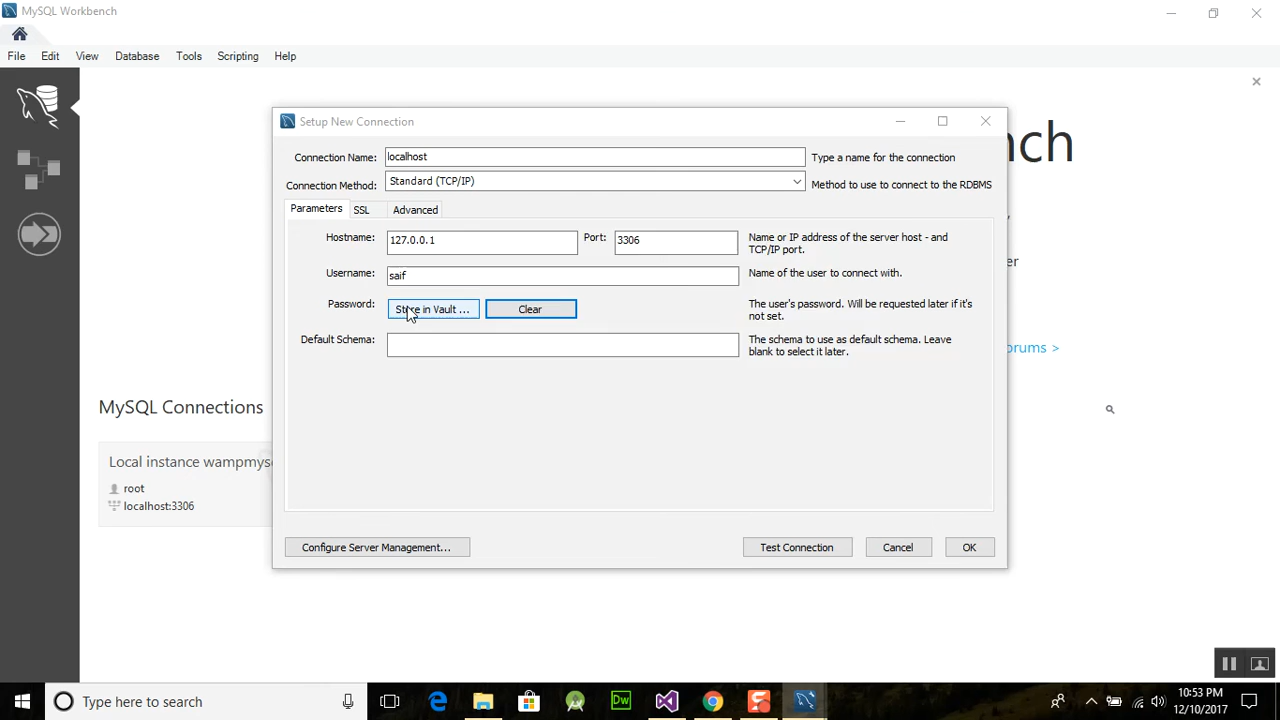 MySQL Workbench
File Edit View Database Tools Scripting Help
nch
Setup New Connection
Connection Name: localhost Type a name for the connection
Connection Method: Standard (TCP/IP) Method to use to connect to the RDBMS
Parameters SSL Advanced
Hostname: 127.0.0.1 Port: 3306 Name or IP address of the server host - and
TCP/IP port.
er
Username: saif Name of the user to connect with.
Password: Store in Vault ... Clear The user's password. Will be requested later if it's
not set.
Default Schema: The schema to use as default schema. Leave
blank to select it later.
orums >
MySQL Connections
Local instance wampmys
root
localhost:3306
Configure Server Management... Test Connection Cancel OK
Type here to search
Dw
10:53 PM
12/10/2017